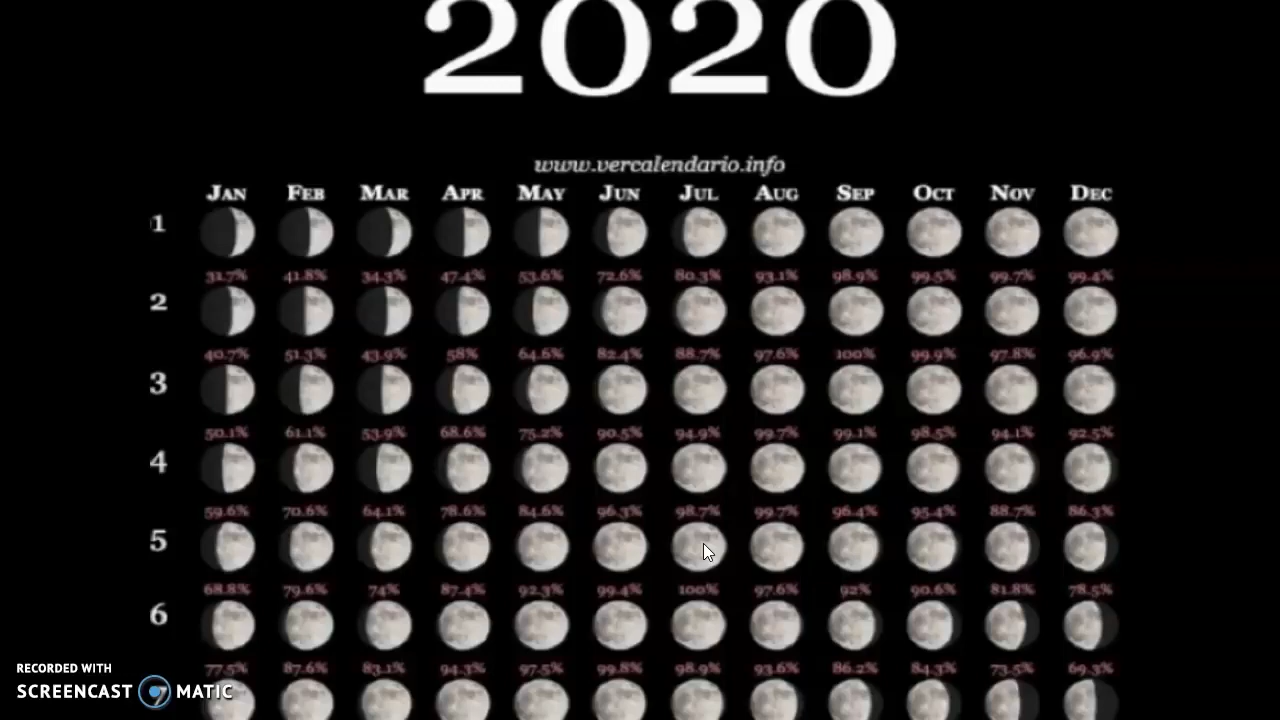 2020
www.vercalendario.info
Jan Feb Mar Apr May Jun Jul Aug Sep Oct Nov Dec
1
31.7% 41.8% 34.3% 47.4% 53.6% 72.6% 80.3% 93.1% 98.9% 99.5% 99.7% 99.4%
2
40.7% 51.3% 43.9% 58% 64.6% 82.4% 88.7% 97.6% 100% 99.9% 97.8% 96.9%
3
50.1% 61.1% 53.9% 68.6% 75.2% 90.5% 94.9% 99.7% 99.1% 98.5% 94.1% 92.5%
4
59.6% 70.6% 64.1% 78.6% 84.6% 96.3% 98.7% 99.7% 96.4% 95.4% 88.7% 86.3%
5
68.8% 79.6% 74% 87.4% 92.3% 99.4% 100% 97.6% 92% 90.6% 81.8% 78.5%
6
77.5% 87.6% 83.1% 94.3% 97.5% 99.8% 98.9% 93.6% 86.2% 84.3% 73.5% 69.3%
RECORDED WITH
SCREENCAST MATIC